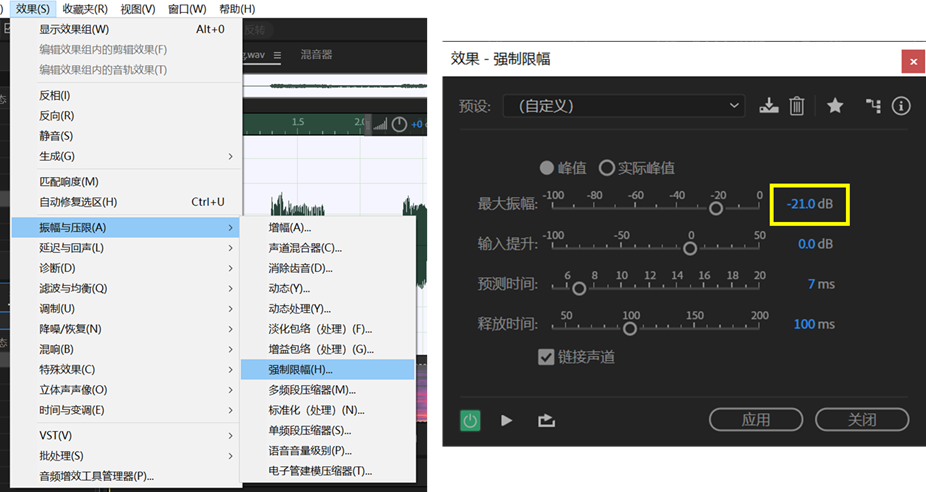 效果(S) 收藏夹(R) 视图(V) 窗口(W) 帮助(H)
显示效果组(W) Alt+0
编辑效果组内的剪辑效果(F)
编辑效果组内的音轨效果(T)
反相(I)
反向(R)
静音(S)
生成(G)
匹配响度(M)
自动修复选区(H) Ctrl+U
振幅与压限(A)
延迟与回声(L)
诊断(D)
滤波与均衡(Q)
调制(U)
降噪/恢复(N)
混响(B)
特殊效果(C)
立体声声像(O)
时间与变调(E)
VST(V)
批处理(S)
音频增效工具管理器(P)...
反转
.wav 混音器
1.5 2.0
+0
增幅(A)...
声道混合器(C)...
消除齿音(D)...
动态(Y)...
动态处理(Y)...
淡化包络（处理）(F)...
增益包络（处理）(G)...
强制限幅(H)...
多频段压缩器(M)...
标准化（处理）(N)...
单频段压缩器(S)...
语音音量级别(P)...
电子管建模压缩器(T)...
效果 - 强制限幅
预设: （自定义）
峰值 实际峰值
-100 -80 -60 -40 -20 0
最大振幅: -21.0 dB
-100 -50 0
输入提升: 0.0 dB
6 8 10 12 14 16 18 20
预测时间: 7 ms
50 100 150 200
释放时间: 100 ms
链接声道
应用 关闭